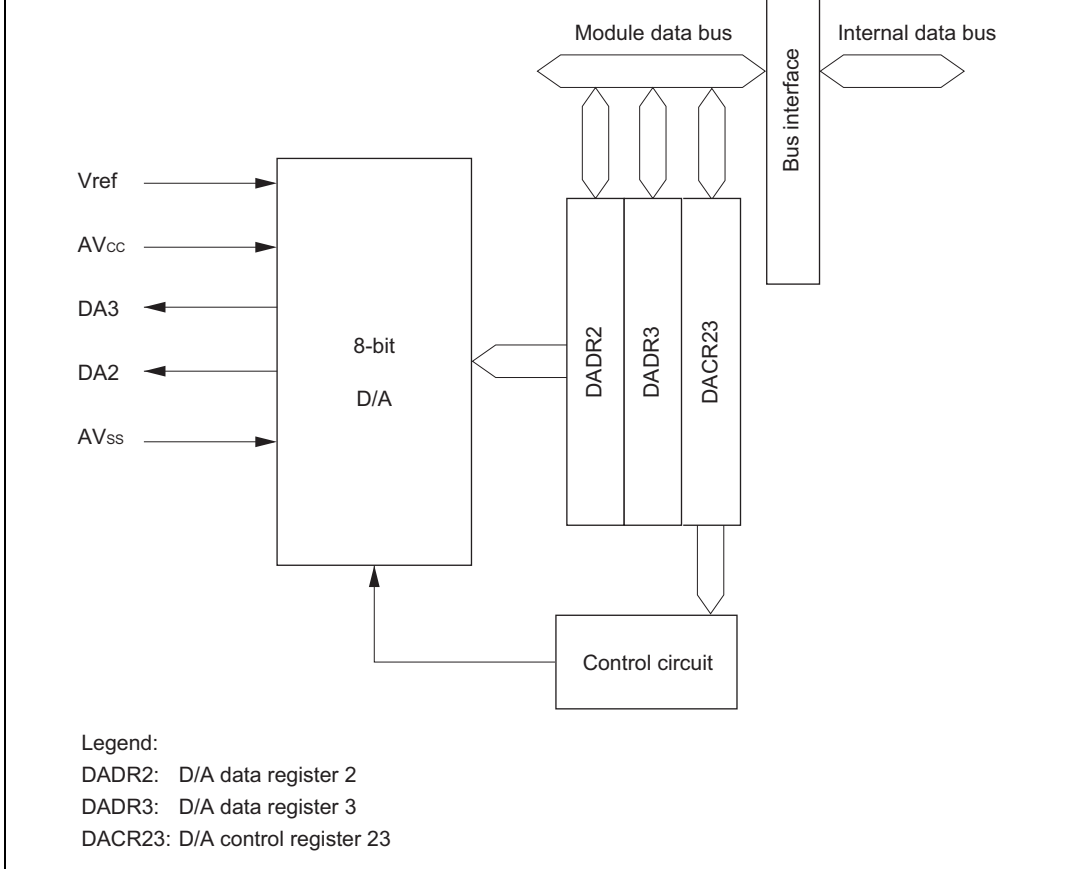 Module data bus
Internal data bus
Bus interface
Vref
AVCC
DA3
DA2
AVSS
8-bit
D/A
DADR2
DADR3
DACR23
Control circuit
Legend:
DADR2: D/A data register 2
DADR3: D/A data register 3
DACR23: D/A control register 23